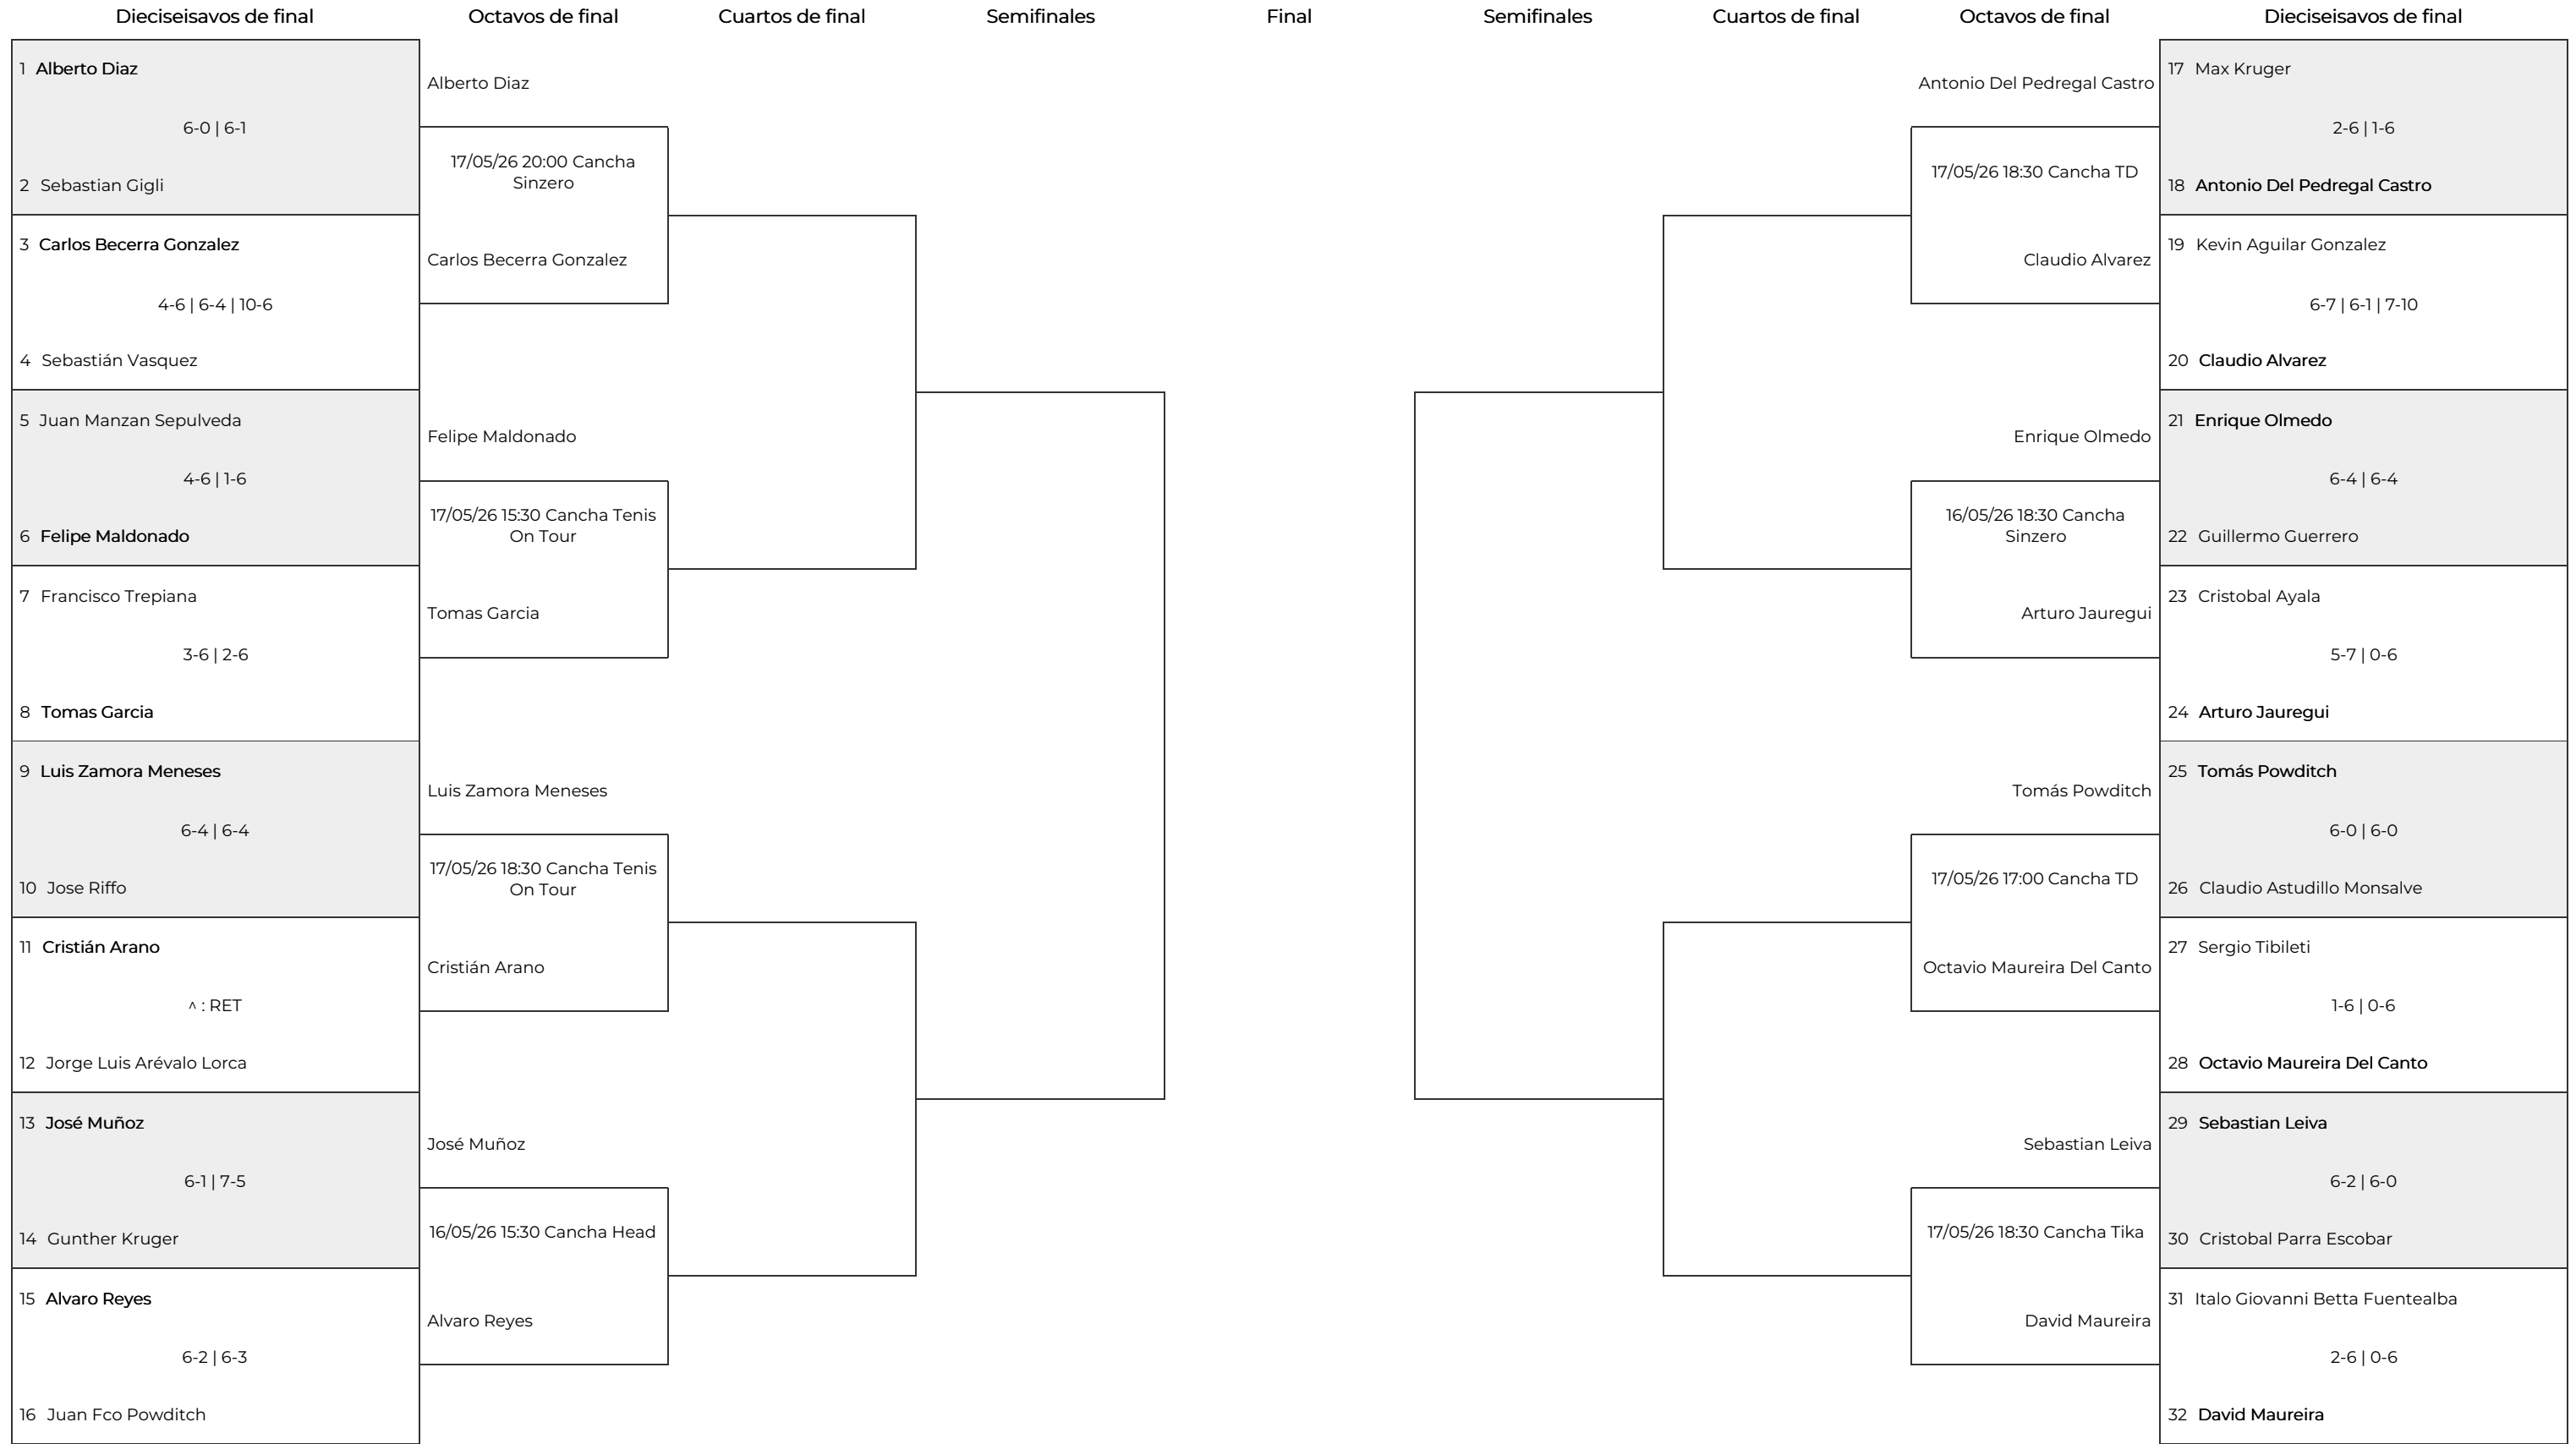 Dieciseisavos de final
Octavos de final
Cuartos de final
Semifinales
Final
Semifinales
Cuartos de final
Octavos de final
Dieciseisavos de final
1 Alberto Diaz
6-0 | 6-1
2 Sebastian Gigli
3 Carlos Becerra Gonzalez
4-6 | 6-4 | 10-6
4 Sebastián Vasquez
5 Juan Manzan Sepulveda
4-6 | 1-6
6 Felipe Maldonado
7 Francisco Trepiana
3-6 | 2-6
8 Tomas Garcia
9 Luis Zamora Meneses
6-4 | 6-4
10 Jose Riffo
11 Cristián Arano
^ : RET
12 Jorge Luis Arévalo Lorca
13 José Muñoz
6-1 | 7-5
14 Gunther Kruger
15 Alvaro Reyes
6-2 | 6-3
16 Juan Fco Powditch
Alberto Diaz
17/05/26 20:00 Cancha
Sinzero
Carlos Becerra Gonzalez
Felipe Maldonado
17/05/26 15:30 Cancha Tenis
On Tour
Tomas Garcia
Luis Zamora Meneses
17/05/26 18:30 Cancha Tenis
On Tour
Cristián Arano
José Muñoz
16/05/26 15:30 Cancha Head
Alvaro Reyes
Antonio Del Pedregal Castro
17/05/26 18:30 Cancha TD
Claudio Alvarez
Enrique Olmedo
16/05/26 18:30 Cancha
Sinzero
Arturo Jauregui
Tomás Powditch
17/05/26 17:00 Cancha TD
Octavio Maureira Del Canto
Sebastian Leiva
17/05/26 18:30 Cancha Tika
David Maureira
17 Max Kruger
2-6 | 1-6
18 Antonio Del Pedregal Castro
19 Kevin Aguilar Gonzalez
6-7 | 6-1 | 7-10
20 Claudio Alvarez
21 Enrique Olmedo
6-4 | 6-4
22 Guillermo Guerrero
23 Cristobal Ayala
5-7 | 0-6
24 Arturo Jauregui
25 Tomás Powditch
6-0 | 6-0
26 Claudio Astudillo Monsalve
27 Sergio Tibileti
1-6 | 0-6
28 Octavio Maureira Del Canto
29 Sebastian Leiva
6-2 | 6-0
30 Cristobal Parra Escobar
31 Italo Giovanni Betta Fuentealba
2-6 | 0-6
32 David Maureira